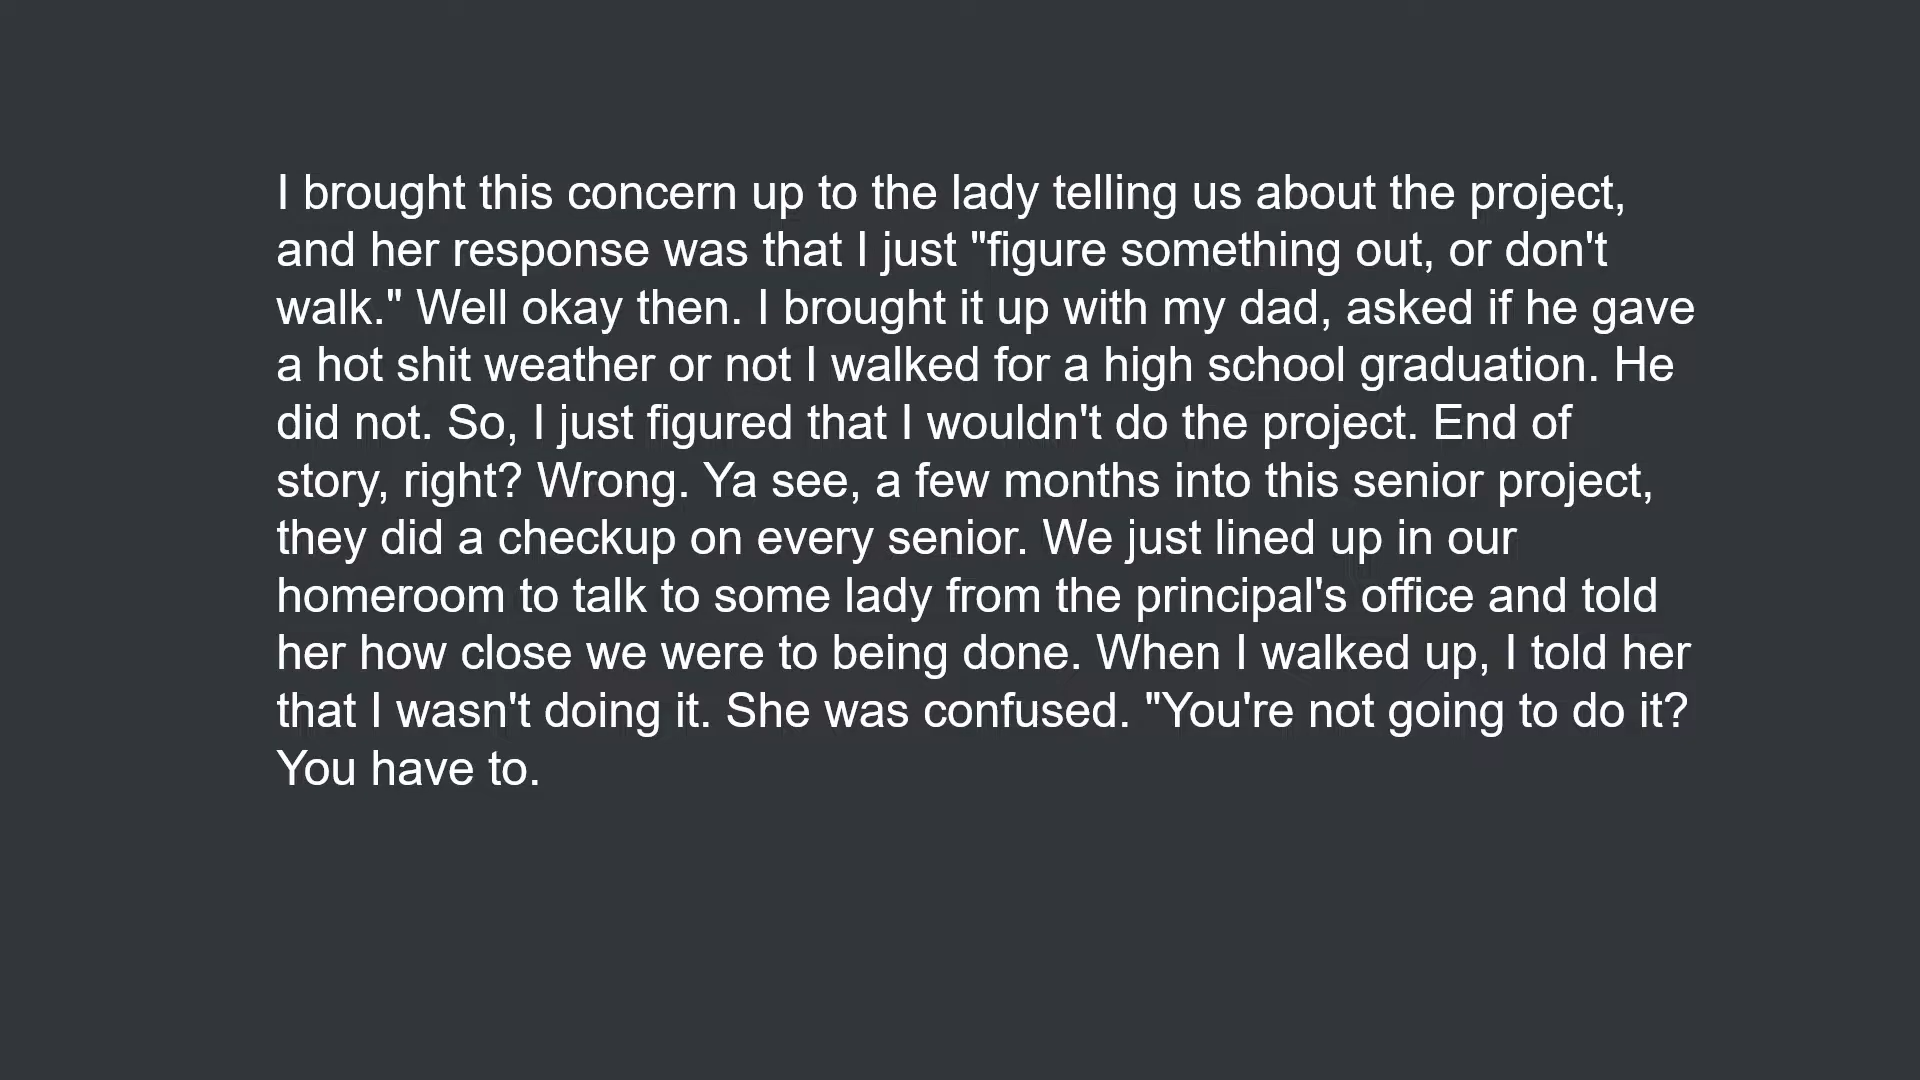 I brought this concern up to the lady telling us about the project,
and her response was that I just "figure something out, or don't
walk." Well okay then. I brought it up with my dad, asked if he gave
a hot shit weather or not I walked for a high school graduation. He
did not. So, I just figured that I wouldn't do the project. End of
story, right? Wrong. Ya see, a few months into this senior project,
they did a checkup on every senior. We just lined up in our
homeroom to talk to some lady from the principal's office and told
her how close we were to being done. When I walked up, I told her
that I wasn't doing it. She was confused. "You're not going to do it?
You have to.